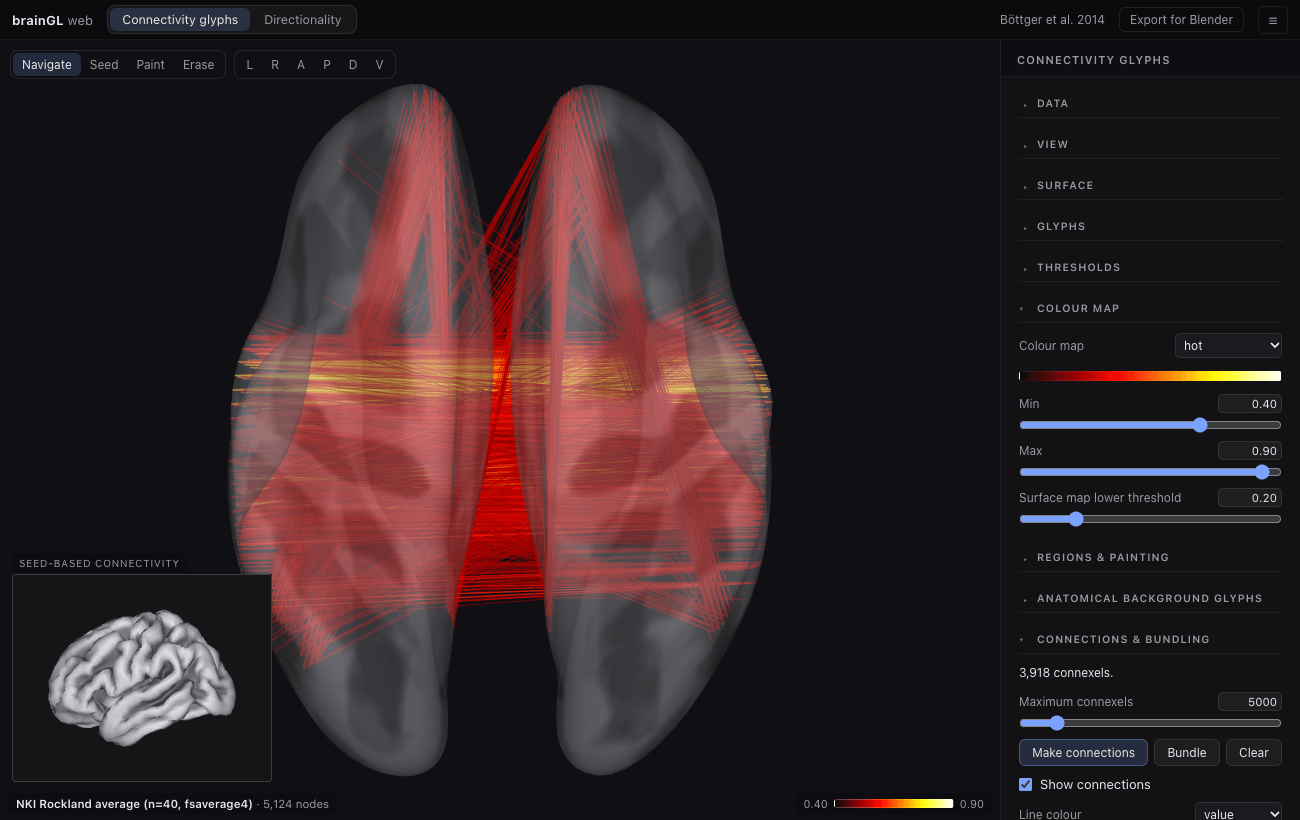 brainGL web
Connectivity glyphs
Directionality
Böttger et al. 2014
Export for Blender
Navigate Seed Paint Erase
L R A P D V
CONNECTIVITY GLYPHS
DATA
VIEW
SURFACE
GLYPHS
THRESHOLDS
COLOUR MAP
Colour map hot
Min 0.40
Max 0.90
Surface map lower threshold 0.20
REGIONS & PAINTING
ANATOMICAL BACKGROUND GLYPHS
CONNECTIONS & BUNDLING
3,918 connexels.
Maximum connexels 5000
Make connections Bundle Clear
Show connections
Line colour value
SEED-BASED CONNECTIVITY
NKI Rockland average (n=40, fsaverage4) · 5,124 nodes
0.40 0.90